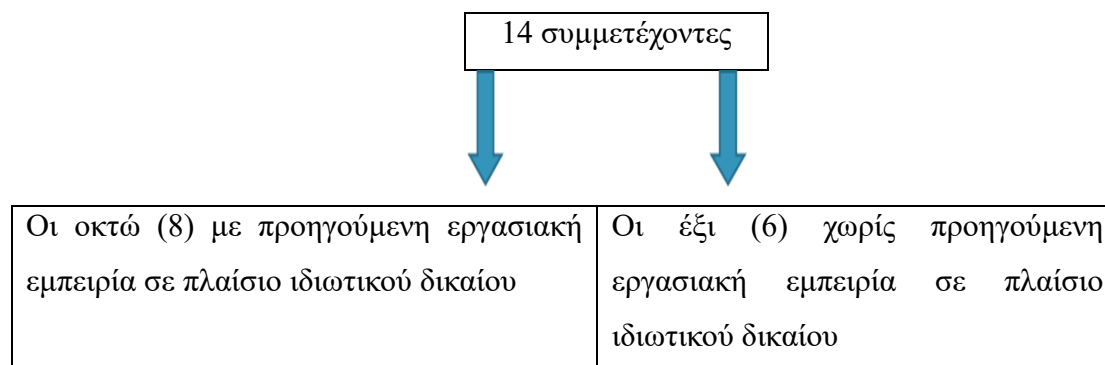 14 συμμετέχοντες
Οι οκτώ (8) με προηγούμενη εργασιακή
εμπειρία σε πλαίσιο ιδιωτικού δικαίου
Οι έξι (6) χωρίς προηγούμενη
εργασιακή εμπειρία σε πλαίσιο
ιδιωτικού δικαίου